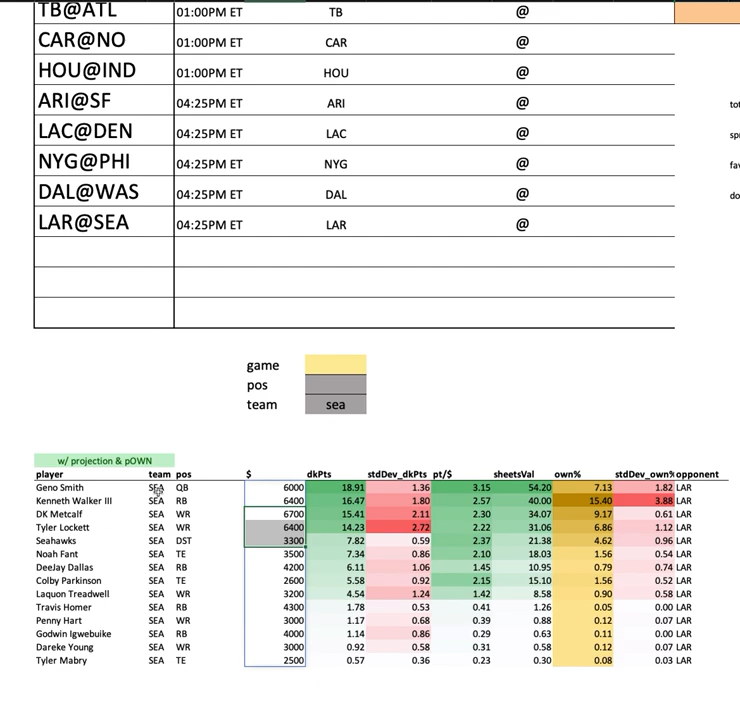 TB@ATL 01:00PM ET TB @
CAR@NO 01:00PM ET CAR @
HOU@IND 01:00PM ET HOU @
ARI@SF 04:25PM ET ARI @ tot
LAC@DEN 04:25PM ET LAC @ spr
NYG@PHI 04:25PM ET NYG @ fav
DAL@WAS 04:25PM ET DAL @ do
LAR@SEA 04:25PM ET LAR @
game
pos
team sea
w/ projection & pOWN
player team pos $ dkPts stdDev_dkPts pt/$ sheetsVal own% stdDev_own% opponent
Geno Smith SEA QB 6000 18.91 1.36 3.15 54.20 7.13 1.82 LAR
Kenneth Walker III SEA RB 6400 16.47 1.80 2.57 40.00 15.40 3.88 LAR
DK Metcalf SEA WR 6700 15.41 2.11 2.30 34.07 9.17 0.61 LAR
Tyler Lockett SEA WR 6400 14.23 2.72 2.22 31.06 6.86 1.12 LAR
Seahawks SEA DST 3300 7.82 0.59 2.37 21.38 4.62 0.96 LAR
Noah Fant SEA TE 3500 7.34 0.86 2.10 18.03 1.56 0.54 LAR
DeeJay Dallas SEA RB 4200 6.11 1.06 1.45 10.95 0.79 0.74 LAR
Colby Parkinson SEA TE 2600 5.58 0.92 2.15 15.10 1.56 0.52 LAR
Laquon Treadwell SEA WR 3200 4.54 1.24 1.42 8.58 0.90 0.58 LAR
Travis Homer SEA RB 4300 1.78 0.53 0.41 1.26 0.05 0.00 LAR
Penny Hart SEA WR 3000 1.17 0.68 0.39 0.88 0.12 0.07 LAR
Godwin Igwebuike SEA RB 4000 1.14 0.86 0.29 0.63 0.11 0.00 LAR
Dareke Young SEA WR 3000 0.92 0.58 0.31 0.58 0.12 0.07 LAR
Tyler Mabry SEA TE 2500 0.57 0.36 0.23 0.30 0.08 0.03 LAR